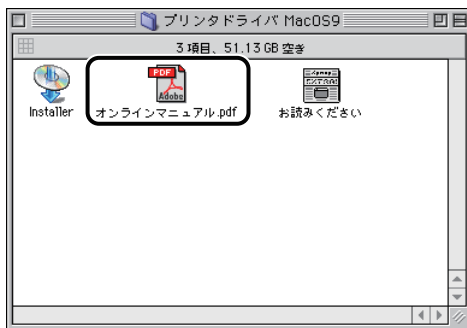 プリンタドライバ MacOS9
3項目、51.13 GB 空き
Installer
PDF
Adobe
オンラインマニュアル.pdf
お読みください